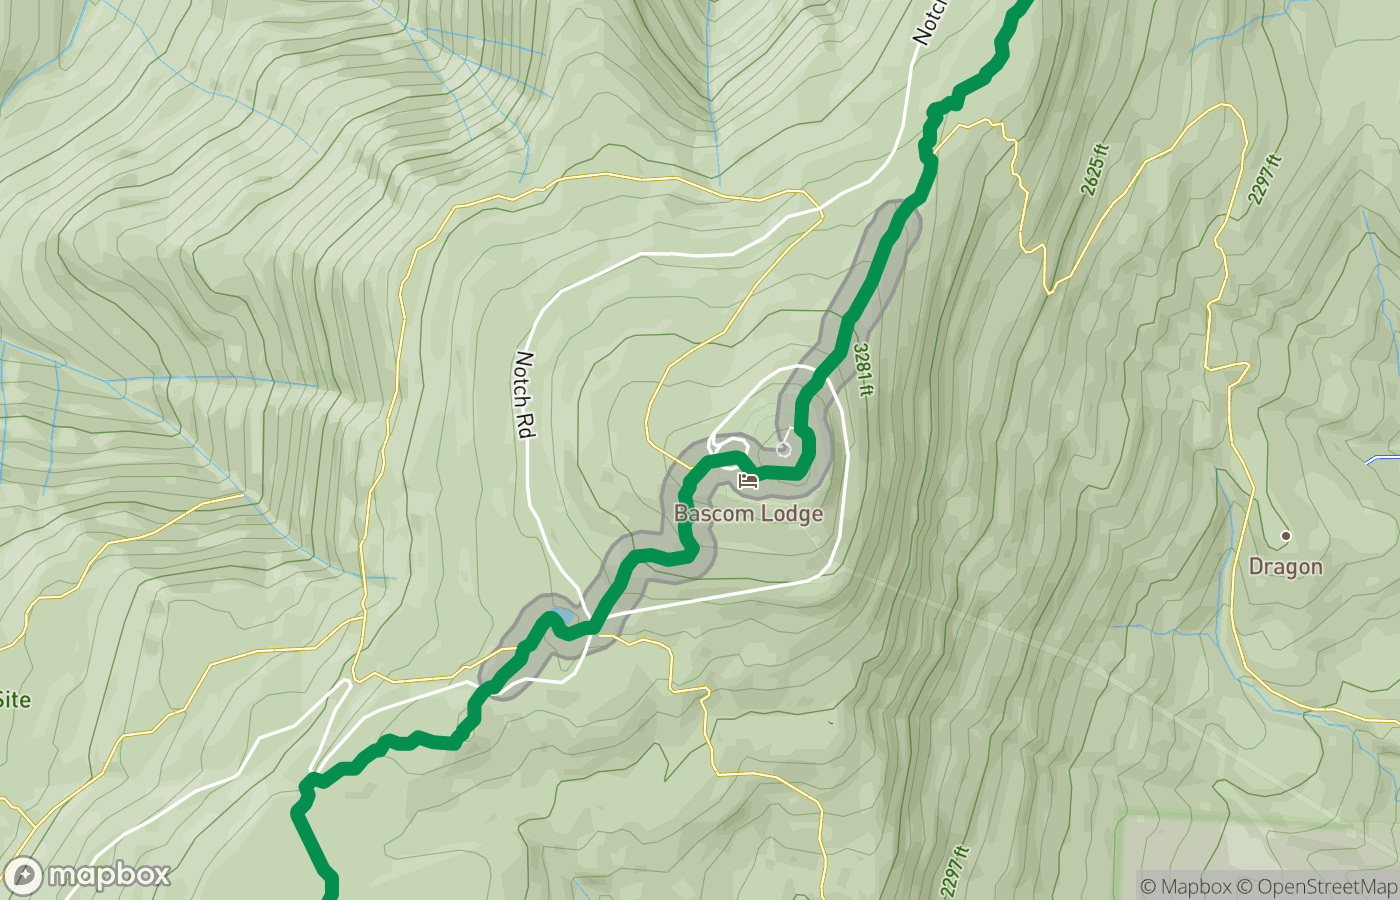 Notch
2625 ft
2297 ft
3281 ft
Notch Rd
Bascom Lodge
Dragon
Site
2297 ft
mapbox
© Mapbox © OpenStreetMap